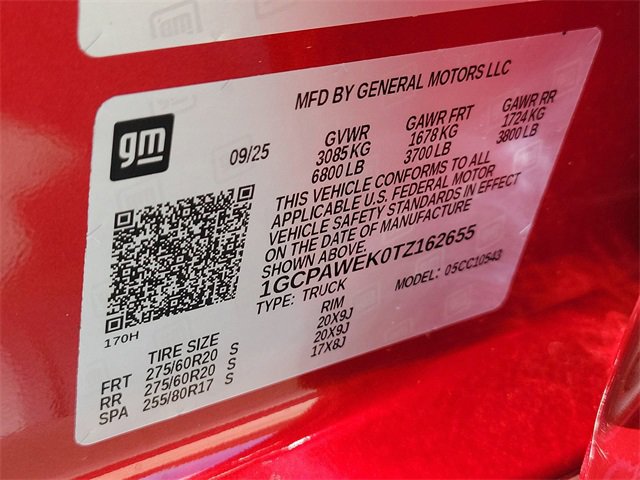 gm
MFD BY GENERAL MOTORS LLC
09/25
GVWR GAWR FRT GAWR RR
3085 KG 1678 KG 1724 KG
6800 LB 3700 LB 3800 LB
THIS VEHICLE CONFORMS TO ALL
APPLICABLE U.S. FEDERAL MOTOR
VEHICLE SAFETY STANDARDS IN EFFECT
ON THE DATE OF MANUFACTURE
SHOWN ABOVE.
1GCPAWEK0TZ162655
TYPE: TRUCK MODEL: 05CC10543
170H
TIRE SIZE RIM
FRT 275/60R20 S 20X9J
RR 275/60R20 S 20X9J
SPA 255/80R17 S 17X8J